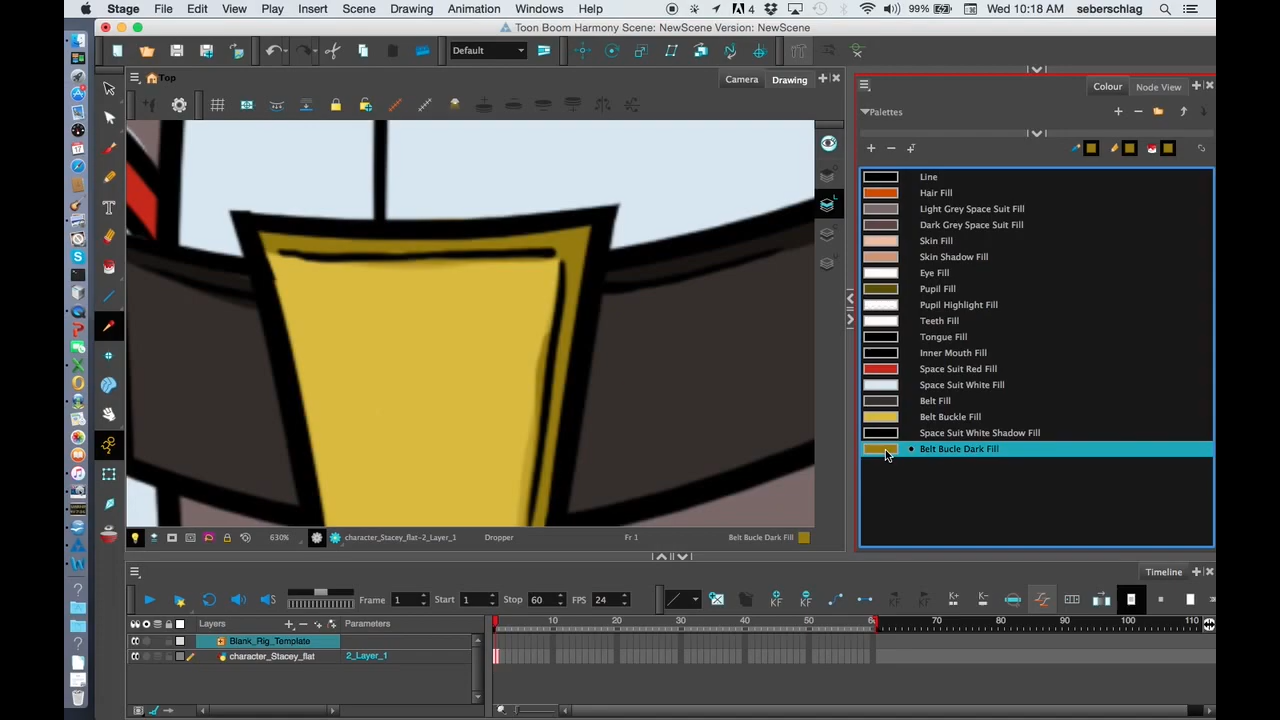 Stage File Edit View Play Insert Scene Drawing Animation Windows Help 4 99% Wed 10:18 AM seberschlag
Toon Boom Harmony Scene: NewScene Version: NewScene
Default
Top Camera Drawing
Colour Node View
Palettes
Line
Hair Fill
Light Grey Space Suit Fill
Dark Grey Space Suit Fill
Skin Fill
Skin Shadow Fill
Eye Fill
Pupil Fill
Pupil Highlight Fill
Teeth Fill
Tongue Fill
Inner Mouth Fill
Space Suit Red Fill
Space Suit White Fill
Belt Fill
Belt Buckle Fill
Space Suit White Shadow Fill
Belt Bucle Dark Fill
630% character_Stacey_flat-2_Layer_1 Dropper Fr 1 Belt Bucle Dark Fill
Timeline
Frame 1 Start 1 Stop 60 FPS 24
Layers Parameters 10 20 30 40 50 60 70 80 90 100 110
Blank_Rig_Template
character_Stacey_flat 2_Layer_1